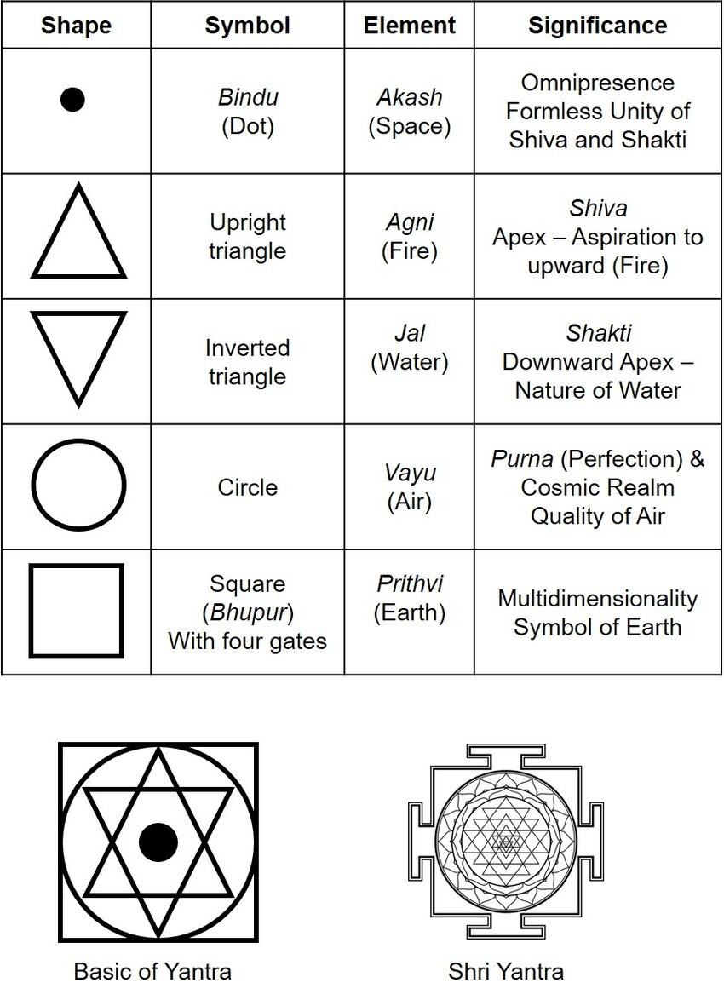 Shape Symbol Element Significance
Bindu
(Dot)
Akash
(Space)
Omnipresence
Formless Unity of
Shiva and Shakti
Upright
triangle
Agni
(Fire)
Shiva
Apex – Aspiration to
upward (Fire)
Inverted
triangle
Jal
(Water)
Shakti
Downward Apex –
Nature of Water
Circle
Vayu
(Air)
Purna (Perfection) &
Cosmic Realm
Quality of Air
Square
(Bhupur)
With four gates
Prithvi
(Earth)
Multidimensionality
Symbol of Earth
Basic of Yantra
Shri Yantra